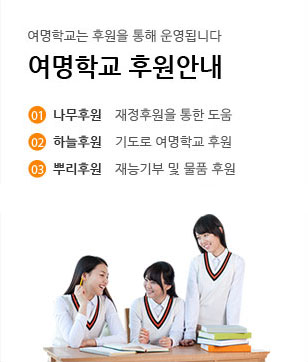 여명학교는 후원을 통해 운영됩니다
여명학교 후원안내
01 나무후원 재정후원을 통한 도움
02 하늘후원 기도로 여명학교 후원
03 뿌리후원 재능기부 및 물품 후원